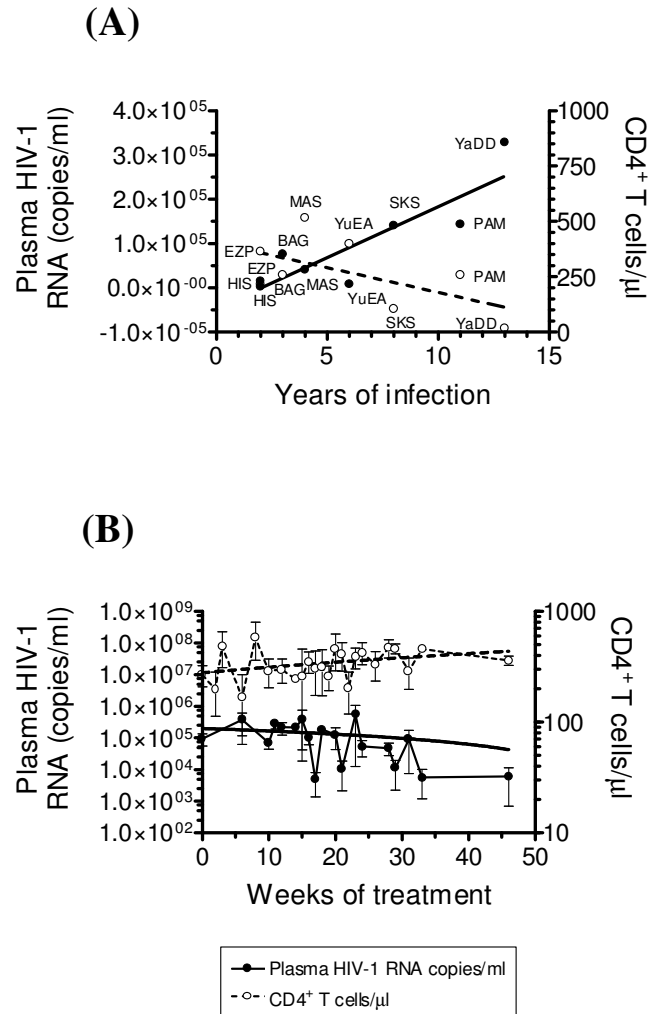 (A)
Plasma HIV-1
RNA (copies/ml)
4.0× 10 05
3.0× 10 05
2.0× 10 05
1.0× 10 05
0.0× 10 -00
-1.0× 10 -05
1000
750
500
250
0
CD4+ T cells/µl
YaDD
MAS
SKS
YuEA
PAM
EZP
BAG
EZP
PAM
HIS
HIS
BAG
MAS
YuEA
SKS
YaDD
0
5
10
15
Years of infection
(B)
Plasma HIV-1
RNA (copies/ml)
1.0× 10 09
1.0× 10 08
1.0× 10 07
1.0× 10 06
1.0× 10 05
1.0× 10 04
1.0× 10 03
1.0× 10 02
1000
100
10
CD4+ T cells/µl
0
10
20
30
40
50
Weeks of treatment
Plasma HIV-1 RNA copies/ml
CD4+ T cells/µl